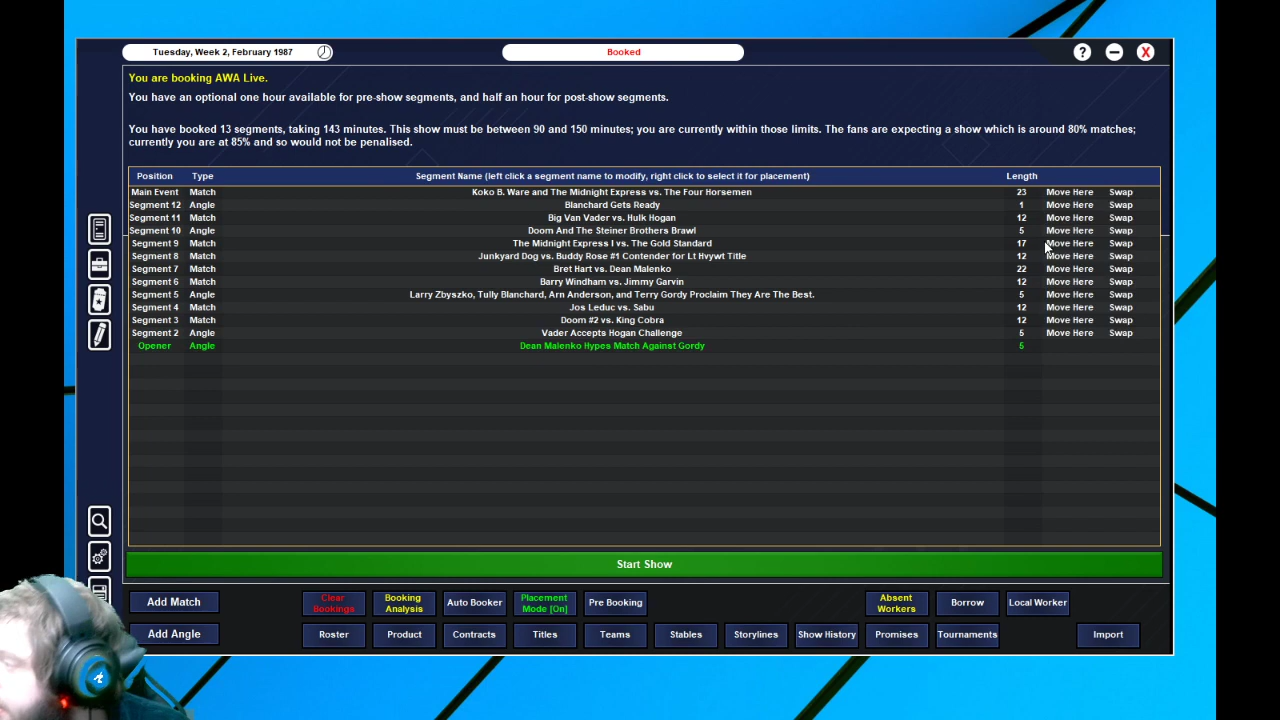 Tuesday, Week 2, February 1987
Booked
? X
You are booking AWA Live.
You have an optional one hour available for pre-show segments, and half an hour for post-show segments.
You have booked 13 segments, taking 143 minutes. This show must be between 90 and 150 minutes; you are currently within those limits. The fans are expecting a show which is around 80% matches;
currently you are at 85% and so would not be penalised.
Position Type Segment Name (left click a segment name to modify, right click to select it for placement) Length
Main Event Match Koko B. Ware and The Midnight Express vs. The Four Horsemen 23 Move Here Swap
Segment 12 Angle Blanchard Gets Ready 1 Move Here Swap
Segment 11 Match Big Van Vader vs. Hulk Hogan 12 Move Here Swap
Segment 10 Angle Doom And The Steiner Brothers Brawl 5 Move Here Swap
Segment 9 Match The Midnight Express I vs. The Gold Standard 17 Move Here Swap
Segment 8 Match Junkyard Dog vs. Buddy Rose #1 Contender for Lt Hvywt Title 12 Move Here Swap
Segment 7 Match Bret Hart vs. Dean Malenko 22 Move Here Swap
Segment 6 Match Barry Windham vs. Jimmy Garvin 12 Move Here Swap
Segment 5 Angle Larry Zbyszko, Tully Blanchard, Arn Anderson, and Terry Gordy Proclaim They Are The Best. 5 Move Here Swap
Segment 4 Match Jos Leduc vs. Sabu 12 Move Here Swap
Segment 3 Match Doom #2 vs. King Cobra 12 Move Here Swap
Segment 2 Angle Vader Accepts Hogan Challenge 5 Move Here Swap
Opener Angle Dean Malenko Hypes Match Against Gordy 5
Start Show
Add Match Clear Bookings Booking Analysis Auto Booker Placement Mode [On] Pre Booking Absent Workers Borrow Local Worker
Add Angle Roster Product Contracts Titles Teams Stables Storylines Show History Promises Tournaments Import